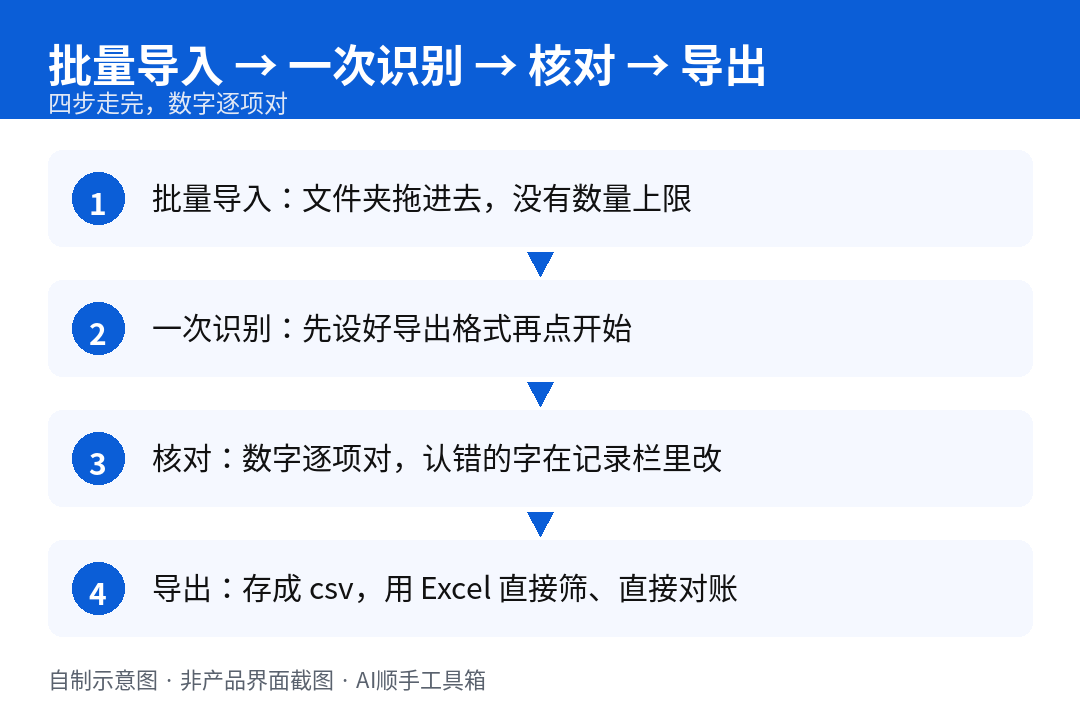 批量导入 → 一次识别 → 核对 → 导出
四步走完，数字逐项对
1 批量导入：文件夹拖进去，没有数量上限
2 一次识别：先设好导出格式再点开始
3 核对：数字逐项对，认错的字在记录栏里改
4 导出：存成 csv，用 Excel 直接筛、直接对账
自制示意图 · 非产品界面截图 · AI顺手工具箱